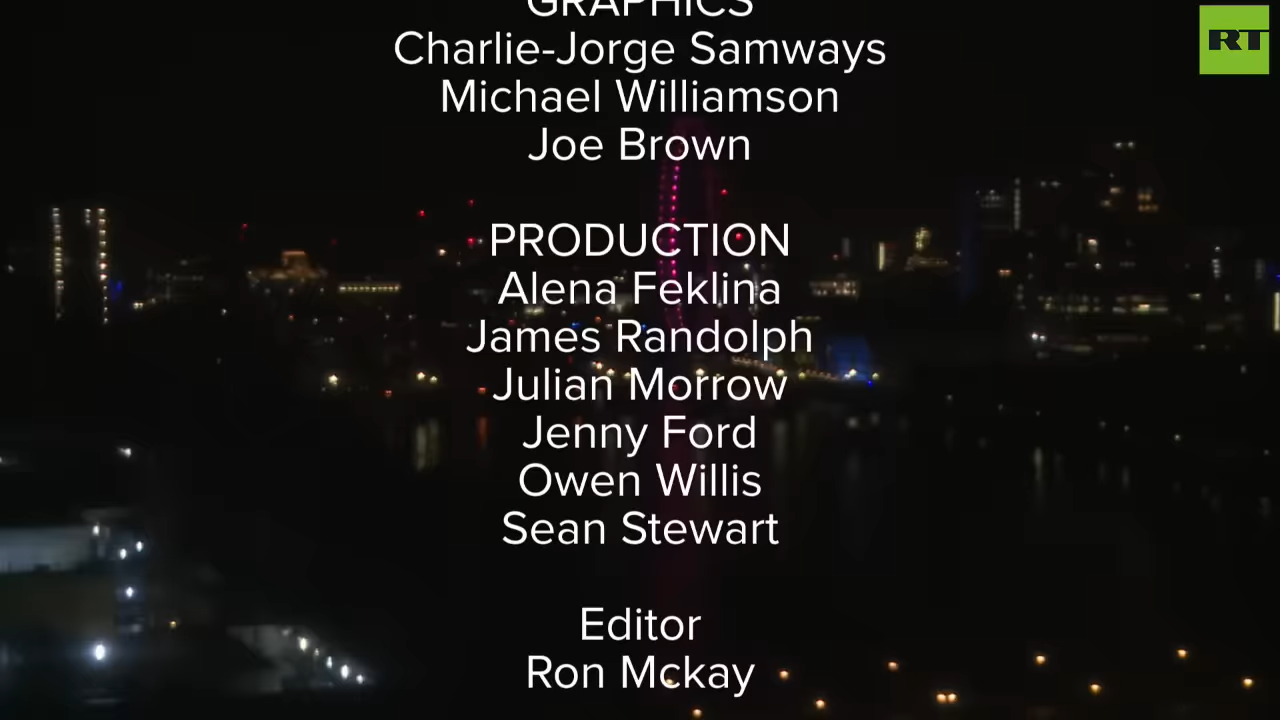 GRAPHICS
Charlie-Jorge Samways
Michael Williamson
Joe Brown
PRODUCTION
Alena Feklina
James Randolph
Julian Morrow
Jenny Ford
Owen Willis
Sean Stewart
Editor
Ron Mckay
RT